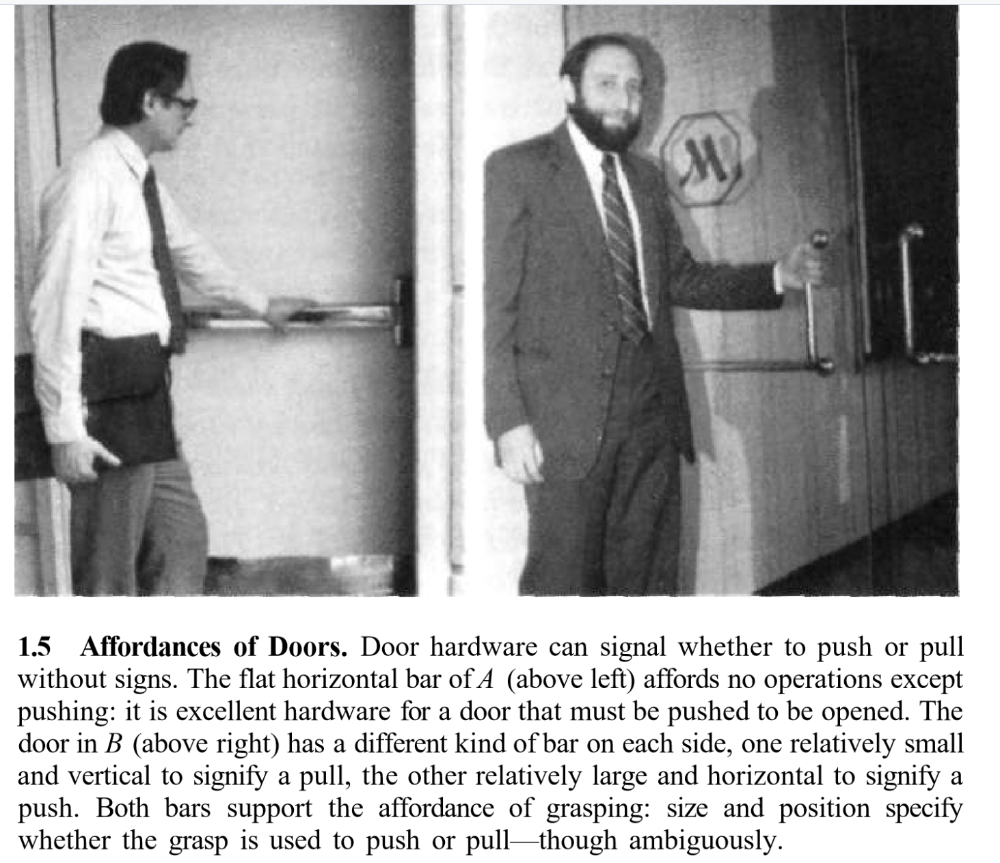 M
1.5 Affordances of Doors. Door hardware can signal whether to push or pull
without signs. The flat horizontal bar of A (above left) affords no operations except
pushing: it is excellent hardware for a door that must be pushed to be opened. The
door in B (above right) has a different kind of bar on each side, one relatively small
and vertical to signify a pull, the other relatively large and horizontal to signify a
push. Both bars support the affordance of grasping: size and position specify
whether the grasp is used to push or pull—though ambiguously.